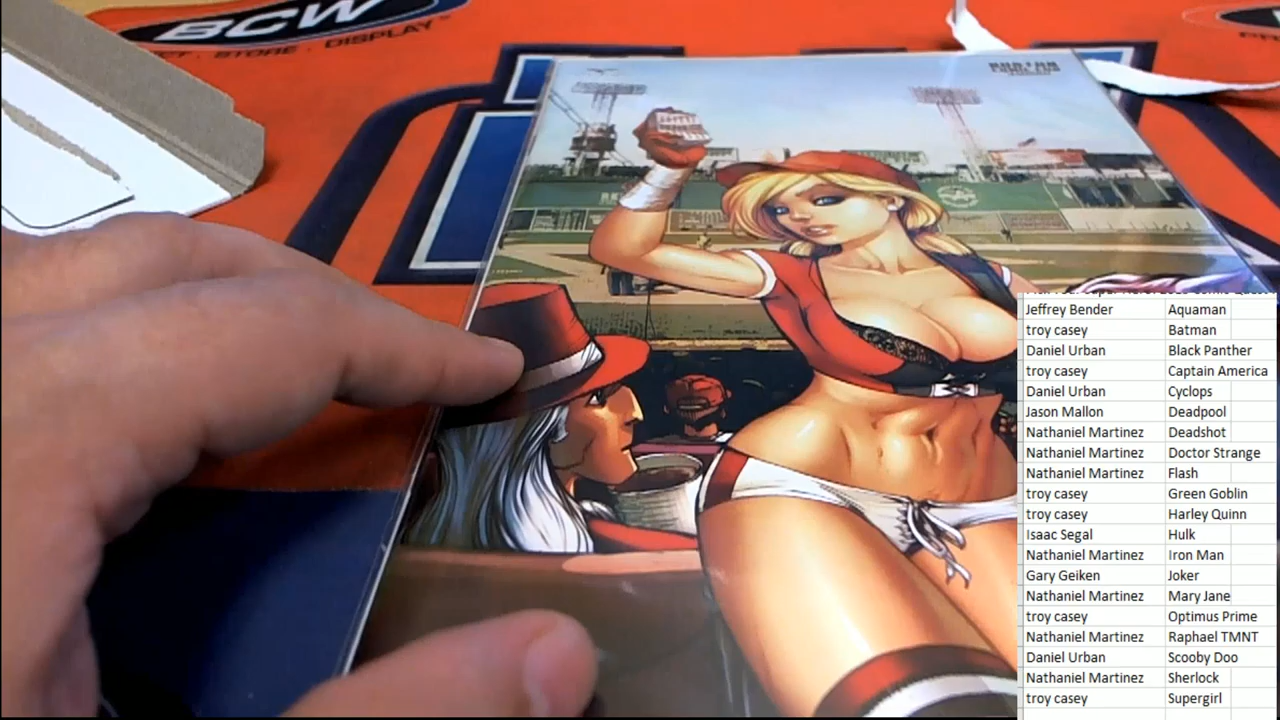 BCW
STORE · DISPLAY
Jeffrey Bender Aquaman
troy casey Batman
Daniel Urban Black Panther
troy casey Captain America
Daniel Urban Cyclops
Jason Mallon Deadpool
Nathaniel Martinez Deadshot
Nathaniel Martinez Doctor Strange
Nathaniel Martinez Flash
troy casey Green Goblin
troy casey Harley Quinn
Isaac Segal Hulk
Nathaniel Martinez Iron Man
Gary Geiken Joker
Nathaniel Martinez Mary Jane
troy casey Optimus Prime
Nathaniel Martinez Raphael TMNT
Daniel Urban Scooby Doo
Nathaniel Martinez Sherlock
troy casey Supergirl